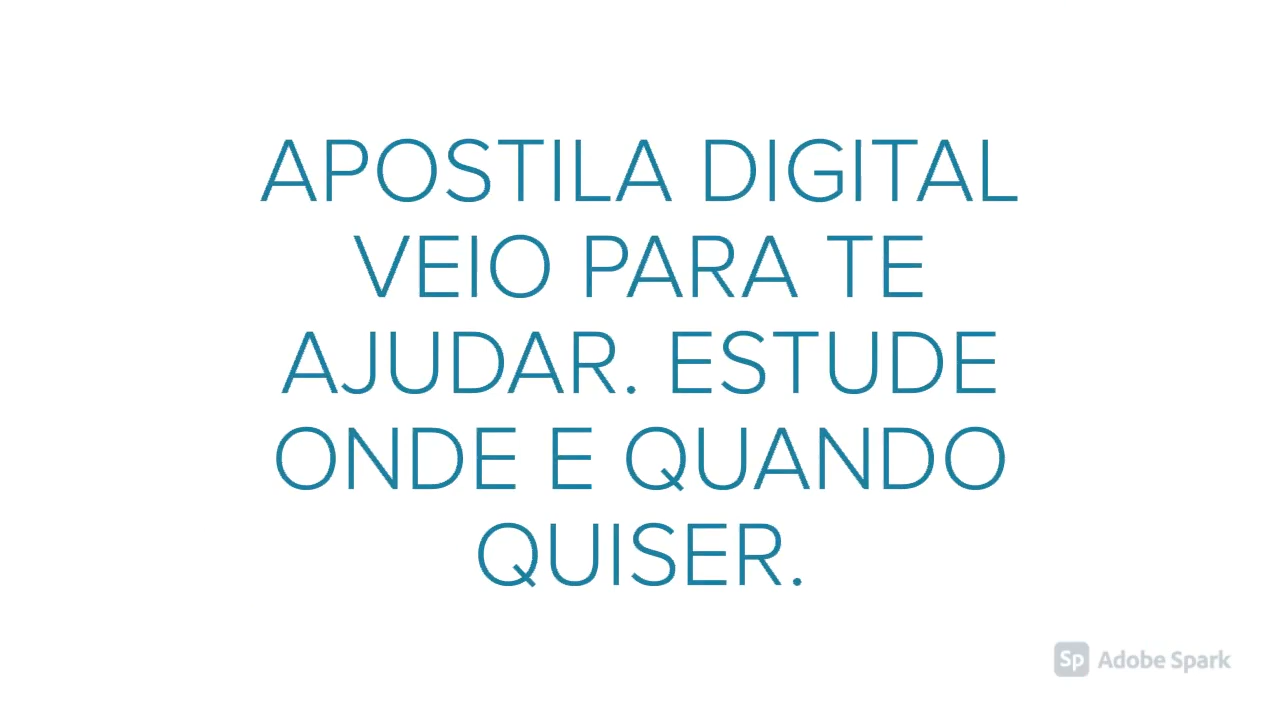 APOSTILA DIGITAL
VEIO PARA TE
AJUDAR. ESTUDE
ONDE E QUANDO
QUISER.
Sp Adobe Spark